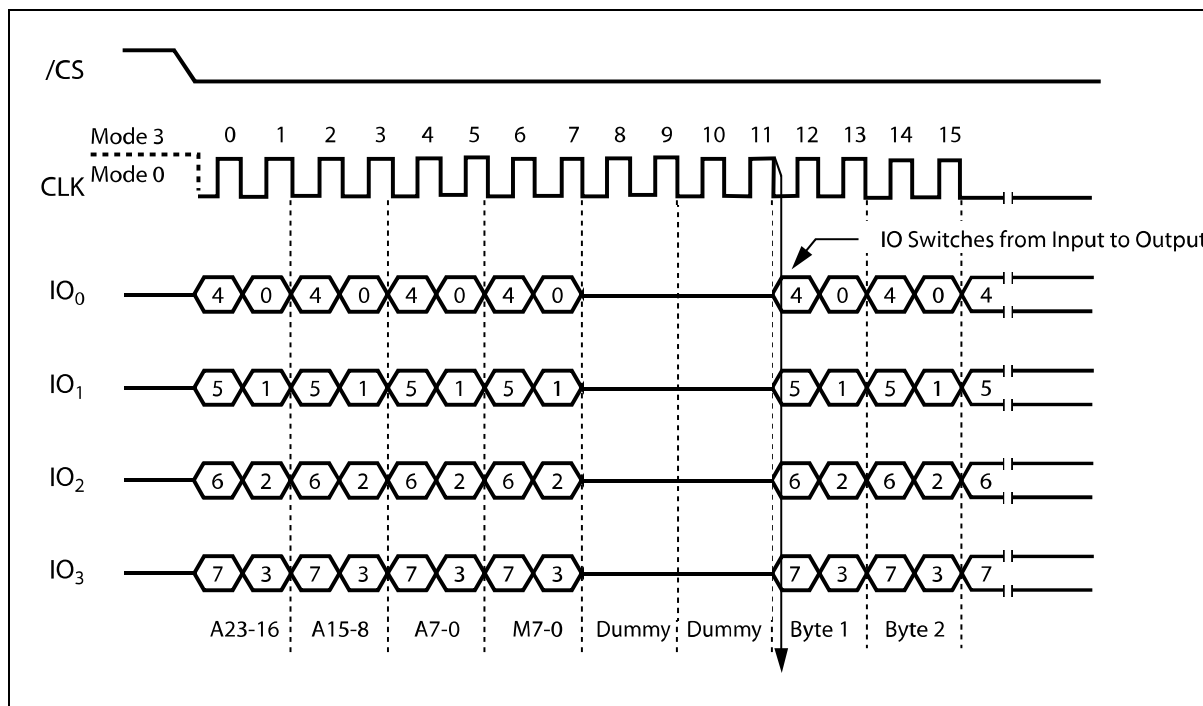 /CS
Mode 3
0 1 2 3 4 5 6 7 8 9 10 11 12 13 14 15
CLK
Mode 0
IO Switches from Input to Output
IO0 4 0 4 0 4 0 4 0 4 0 4 0 4
IO1 5 1 5 1 5 1 5 1 5 1 5 1 5
IO2 6 2 6 2 6 2 6 2 6 2 6 2 6
IO3 7 3 7 3 7 3 7 3 7 3 7 3 7
A23-16 A15-8 A7-0 M7-0 Dummy Dummy Byte 1 Byte 2